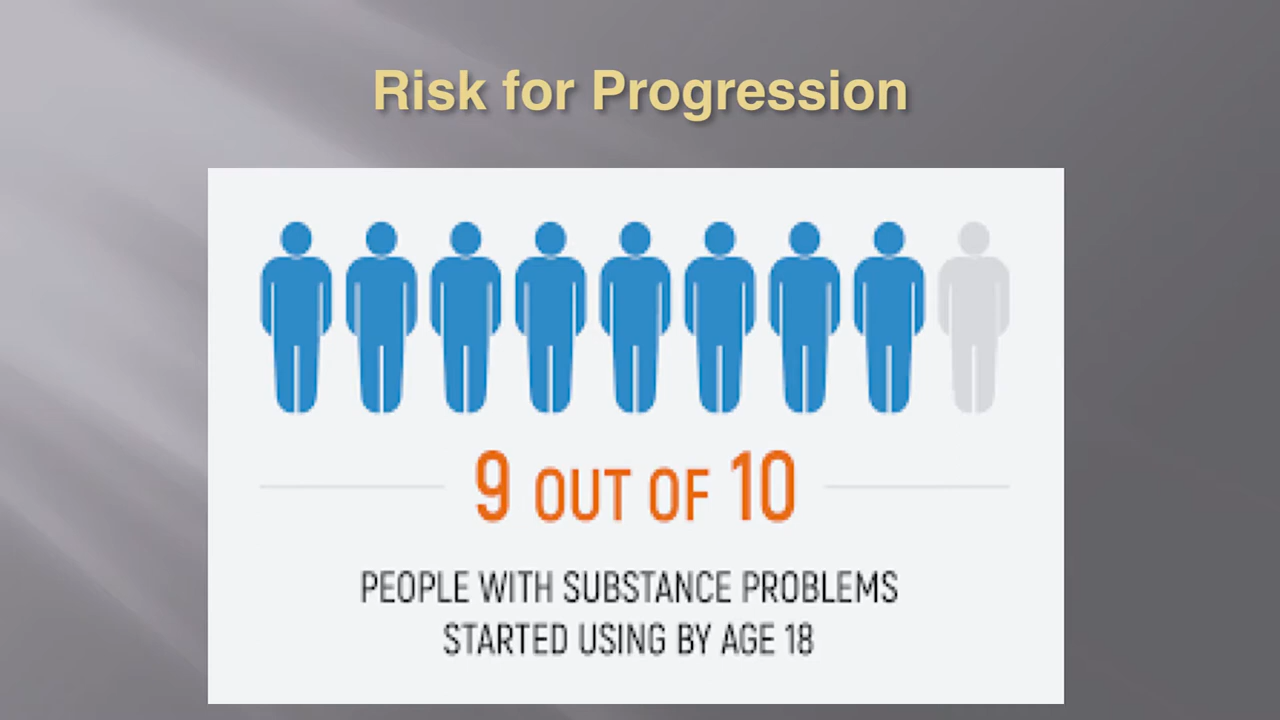 Risk for Progression
9 OUT OF 10
PEOPLE WITH SUBSTANCE PROBLEMS
STARTED USING BY AGE 18